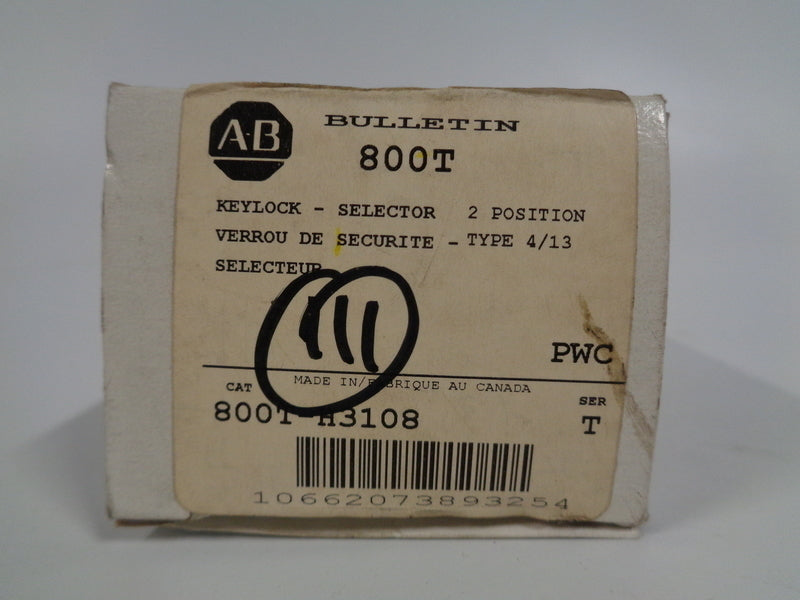 A-B
BULLETIN
800T
KEYLOCK - SELECTOR 2 POSITION
VERROU DE SECURITE - TYPE 4/13
SELECTEUR
III
PWC
MADE IN/FABRIQUE AU CANADA
CAT SER
800T-H3108 T
10662073893254